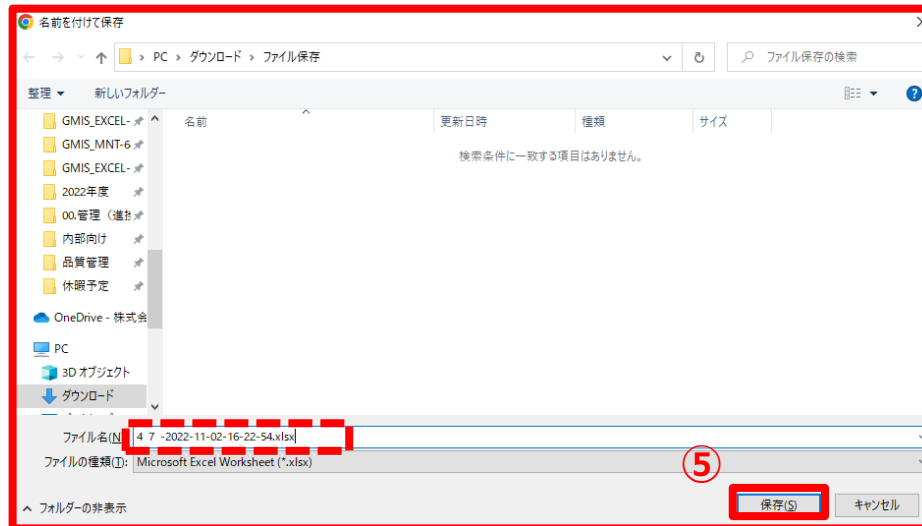 名前を付けて保存
PC › ダウンロード › ファイル保存
ファイル保存の検索
整理 新しいフォルダー
名前 更新日時 種類 サイズ
検索条件に一致する項目はありません。
GMIS_EXCEL-
GMIS_MNT-6
GMIS_EXCEL-
2022年度
00.管理（進捗
内部向け
品質管理
休暇予定
OneDrive - 株式会
PC
3D オブジェクト
ダウンロード
ファイル名(N 4 7 -2022-11-02-16-22-54.xlsx
ファイルの種類(T): Microsoft Excel Worksheet (*.xlsx)
⑤
フォルダーの非表示
保存(S) キャンセル